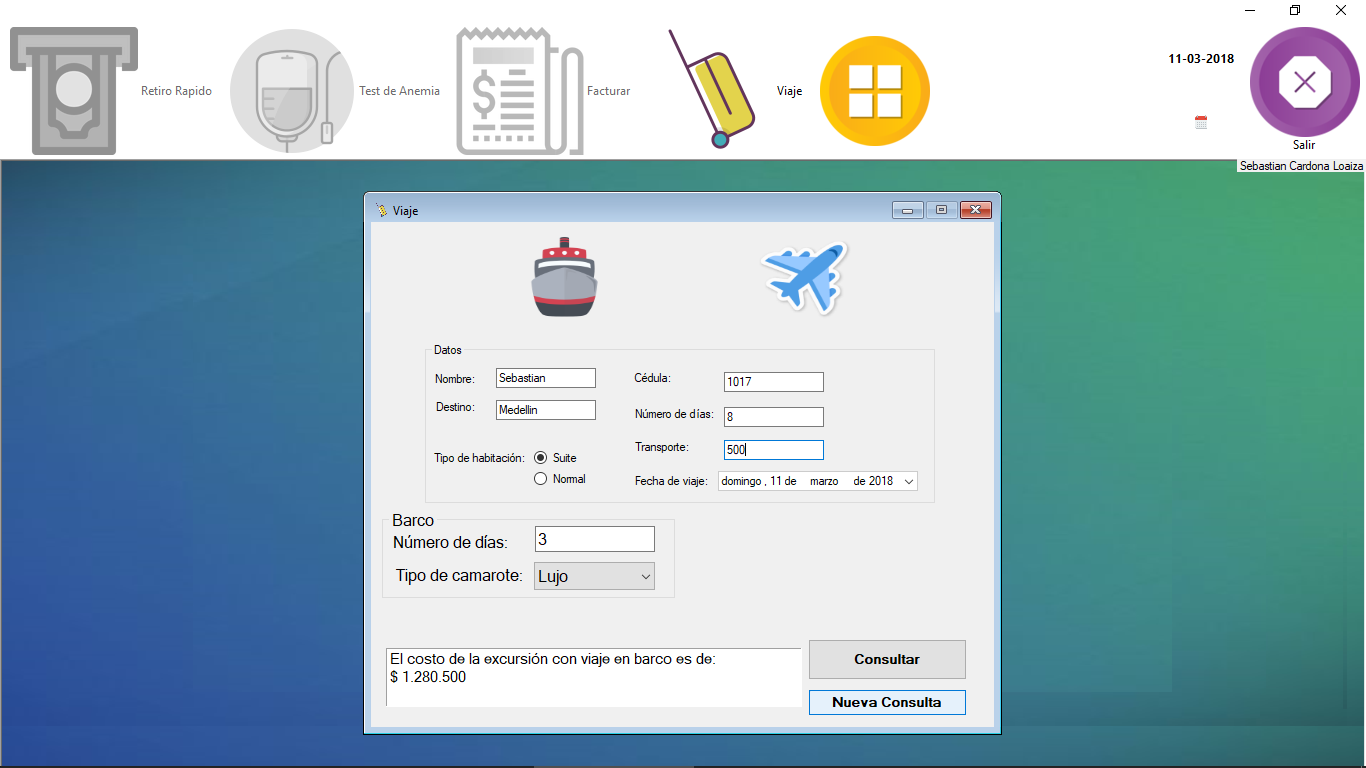 11-03-2018
Retiro Rapido
Test de Anemia
Facturar
Viaje
Salir
Sebastian Cardona Loaiza
Viaje
Datos
Nombre: Sebastian
Cédula: 1017
Destino: Medellin
Número de días: 8
Transporte: 500
Tipo de habitación: Suite
Normal
Fecha de viaje: domingo , 11 de marzo de 2018
Barco
Número de días: 3
Tipo de camarote: Lujo
El costo de la excursión con viaje en barco es de:
$ 1.280.500
Consultar
Nueva Consulta